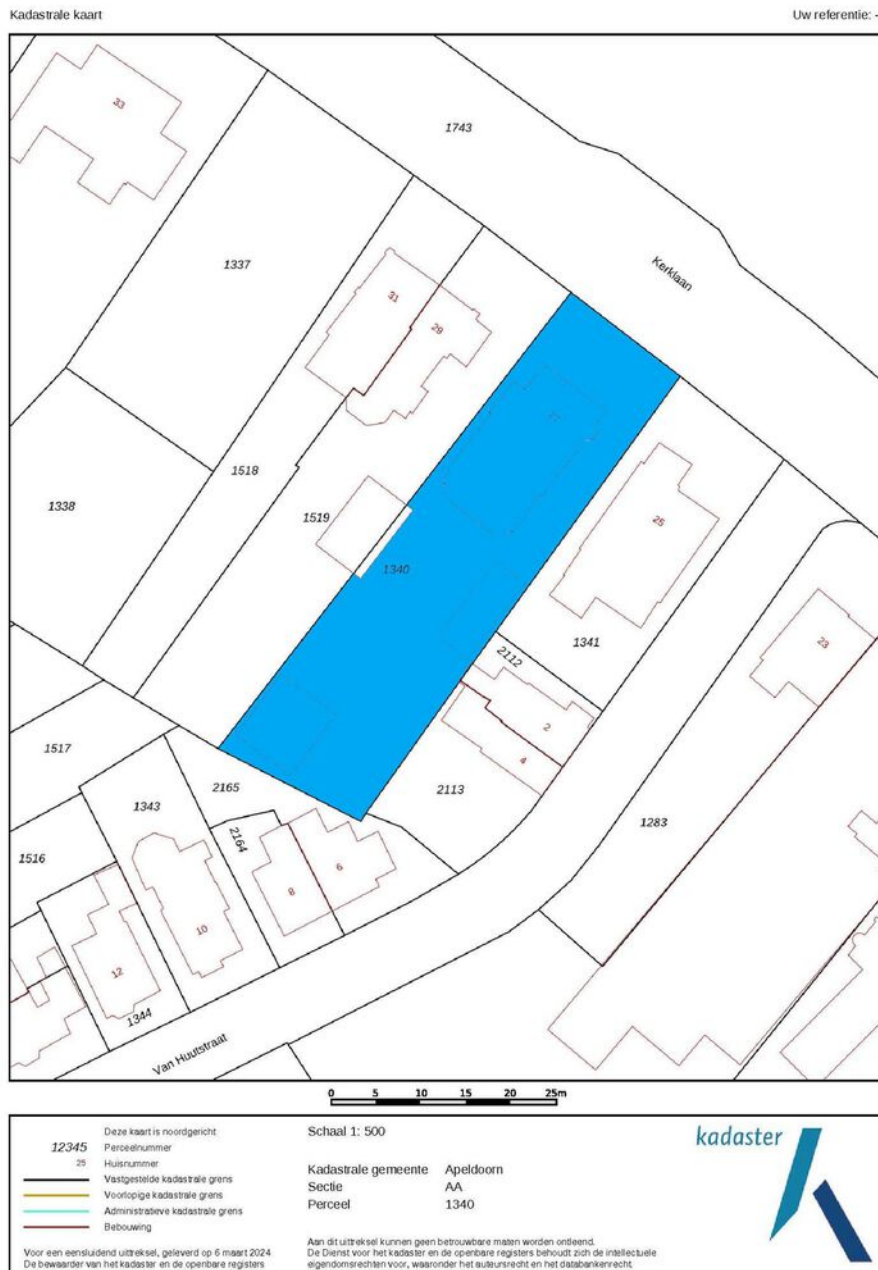 Kadastrale kaart Uw referentie: -
33
1743
1337
Kerklaan
31
29
27
1518
1338
1519
25
1340
1341
2112
23
2
4
1517
2165
2113
1343
1283
2164
1516
6
8
10
12
1344
Van Huutstraat
0 5 10 15 20 25m
Deze kaart is noordgericht
12345 Perceelnummer
25 Huisnummer
Vastgestelde kadastrale grens
Voorlopige kadastrale grens
Administratieve kadastrale grens
Bebouwing
Voor een eensluidend uittreksel, geleverd op 6 maart 2024
De bewaarder van het kadaster en de openbare registers
Schaal 1: 500
Kadastrale gemeente Apeldoorn
Sectie AA
Perceel 1340
Aan dit uittreksel kunnen geen betrouwbare maten worden ontleend.
De Dienst voor het kadaster en de openbare registers behoudt zich de intellectuele
eigendomsrechten voor, waaronder het auteursrecht en het databankenrecht.
kadaster